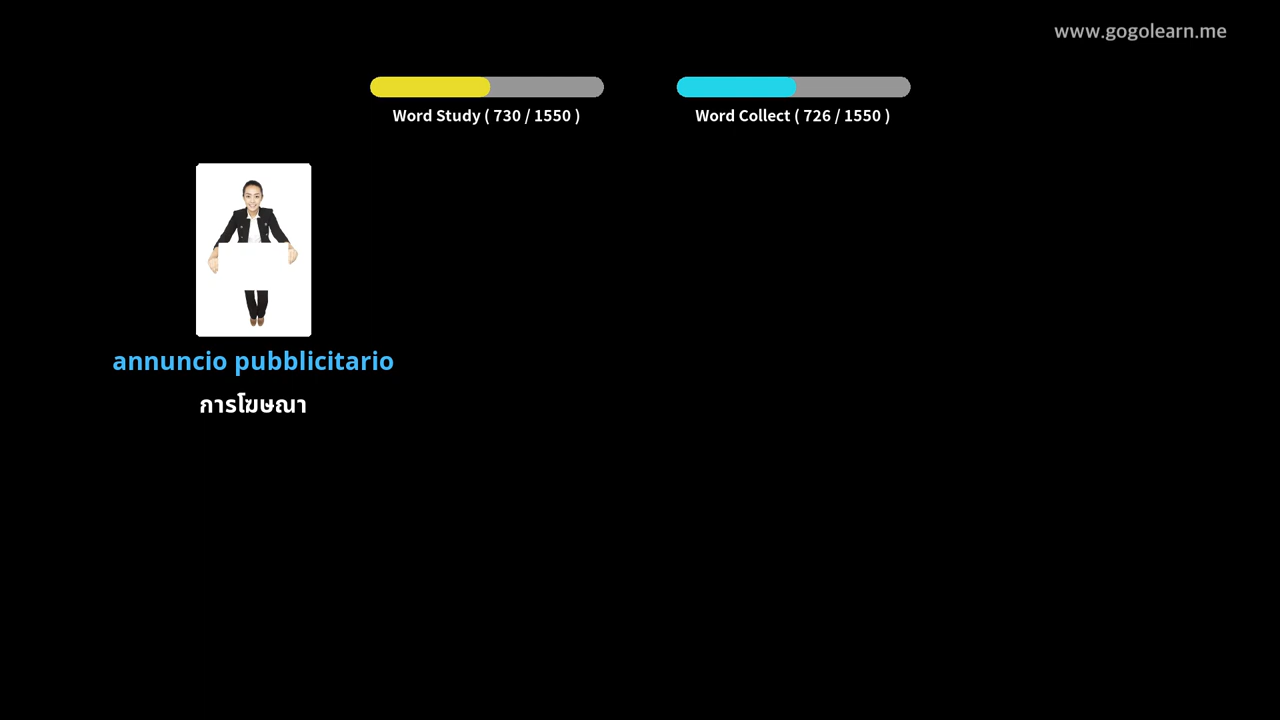 www.gogolearn.me
Word Study ( 730 / 1550 )
Word Collect ( 726 / 1550 )
annuncio pubblicitario
การโฆษณา